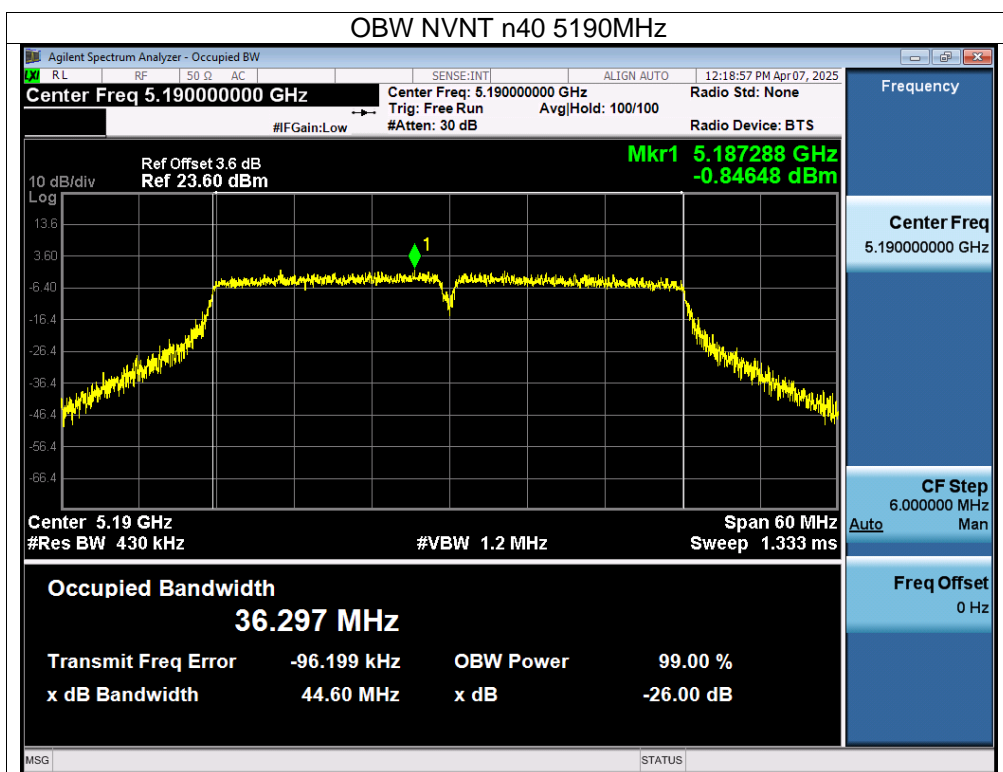 OBW NVNT n40 5190MHz
Agilent Spectrum Analyzer - Occupied BW
LXI RL RF 50 Ω AC SENSE:INT ALIGN AUTO 12:18:57 PM Apr 07, 2025
Center Freq 5.190000000 GHz
Center Freq: 5.190000000 GHz Radio Std: None
Trig: Free Run Avg|Hold: 100/100
#IFGain:Low #Atten: 30 dB Radio Device: BTS
Ref Offset 3.6 dB
10 dB/div Ref 23.60 dBm
Mkr1 5.187288 GHz
-0.84648 dBm
Log
13.6
3.60
-6.40
-16.4
-26.4
-36.4
-46.4
-56.4
-66.4
1
Center 5.19 GHz Span 60 MHz
#Res BW 430 kHz #VBW 1.2 MHz Sweep 1.333 ms
Occupied Bandwidth
36.297 MHz
Transmit Freq Error -96.199 kHz OBW Power 99.00 %
x dB Bandwidth 44.60 MHz x dB -26.00 dB
MSG STATUS
Frequency
Center Freq
5.190000000 GHz
CF Step
6.000000 MHz
Auto Man
Freq Offset
0 Hz